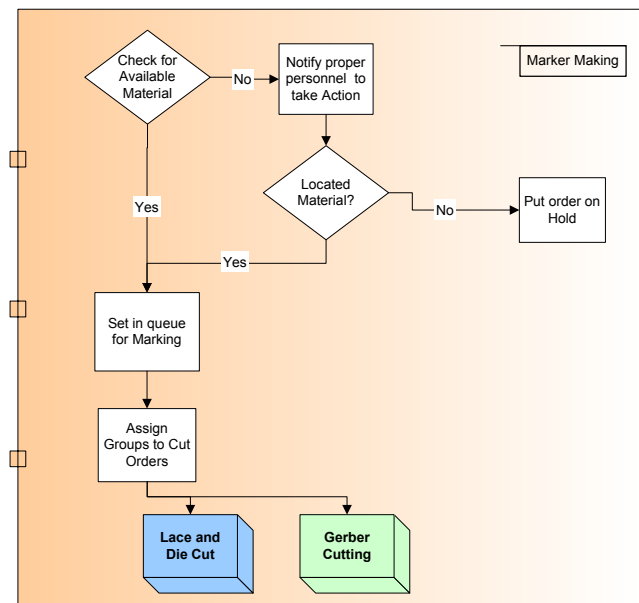 Check for
Available
Material
No
Notify proper
personnel to
take Action
Marker Making
Yes
Located
Material?
No
Put order on
Hold
Yes
Set in queue
for Marking
Assign
Groups to Cut
Orders
Lace and
Die Cut
Gerber
Cutting